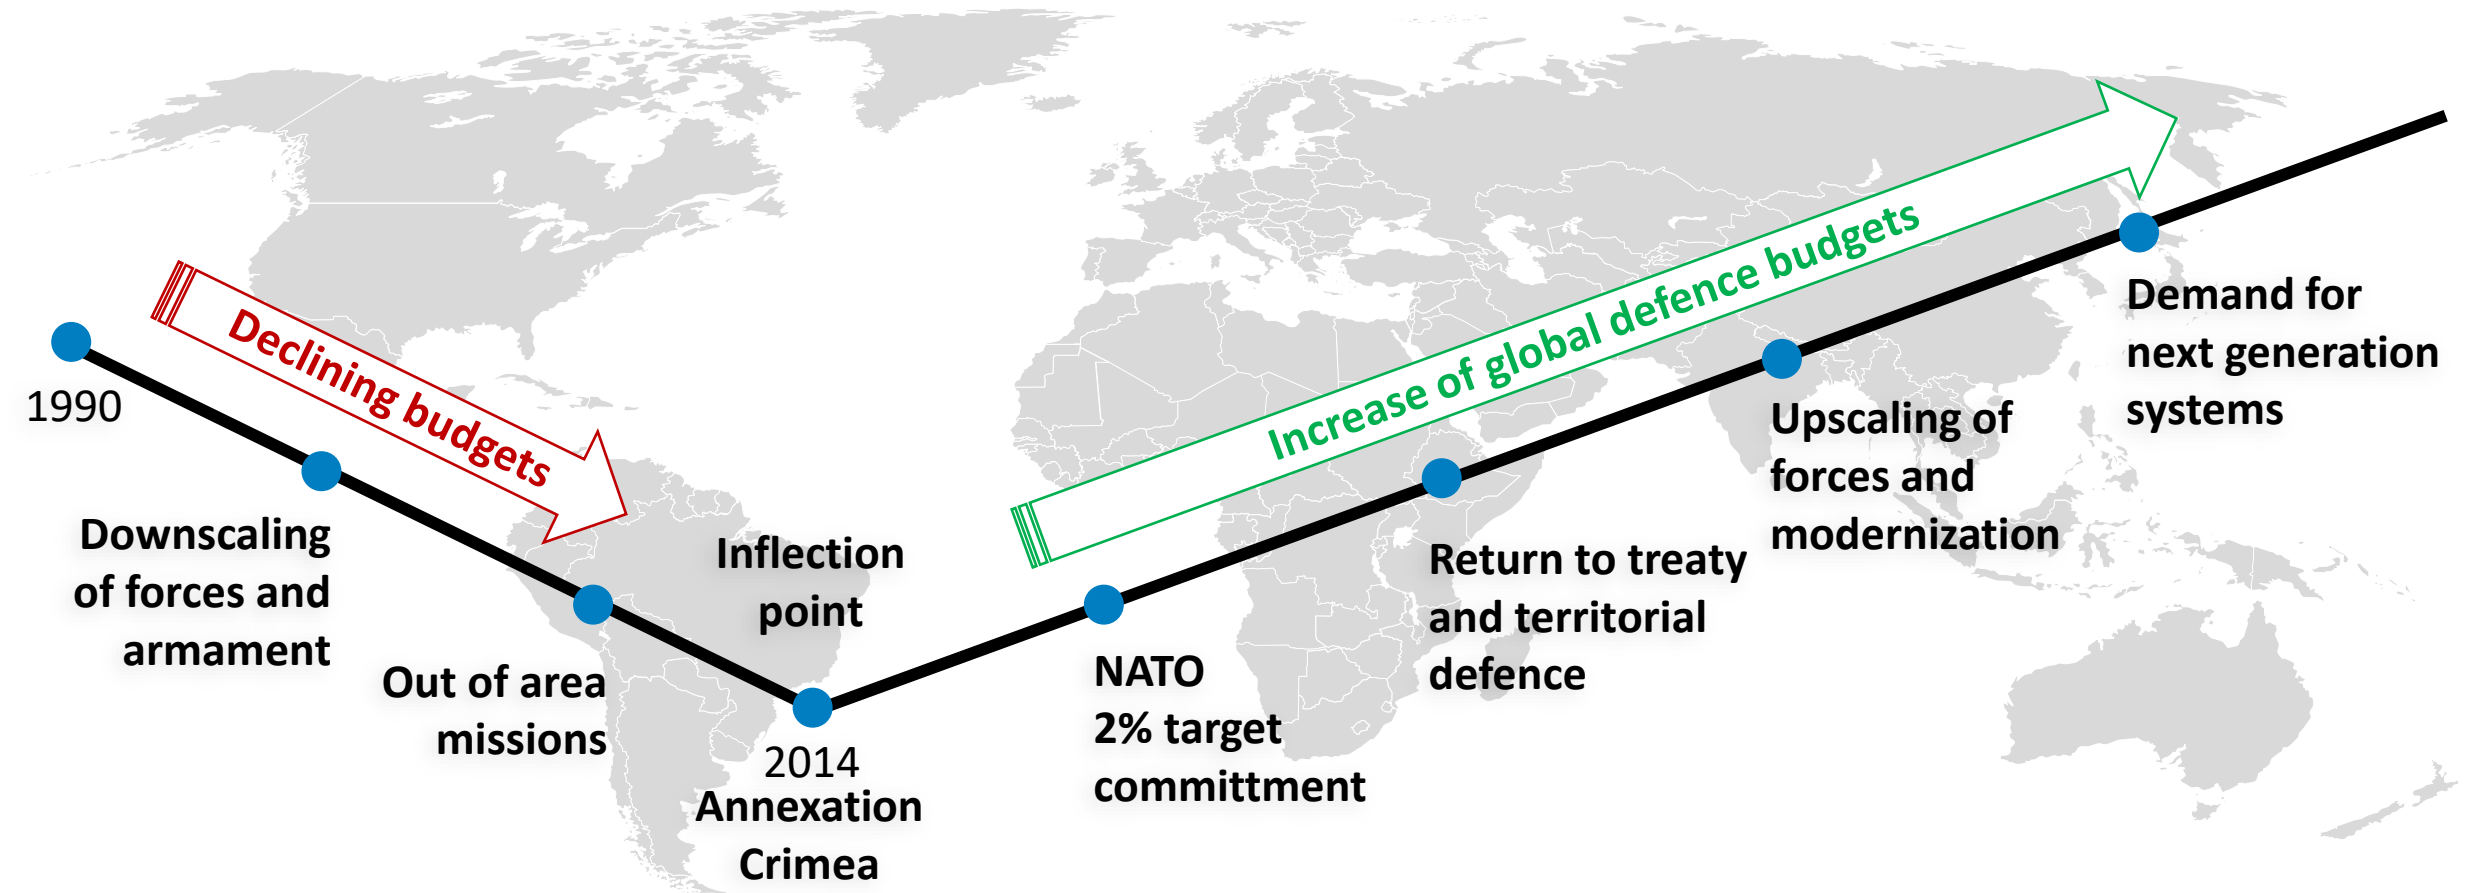 1990
Declining budgets
Downscaling
of forces and
armament
Out of area
missions
Inflection
point
2014
Annexation
Crimea
Increase of global defence budgets
NATO
2% target
committment
Return to treaty
and territorial
defence
Upscaling of
forces and
modernization
Demand for
next generation
systems